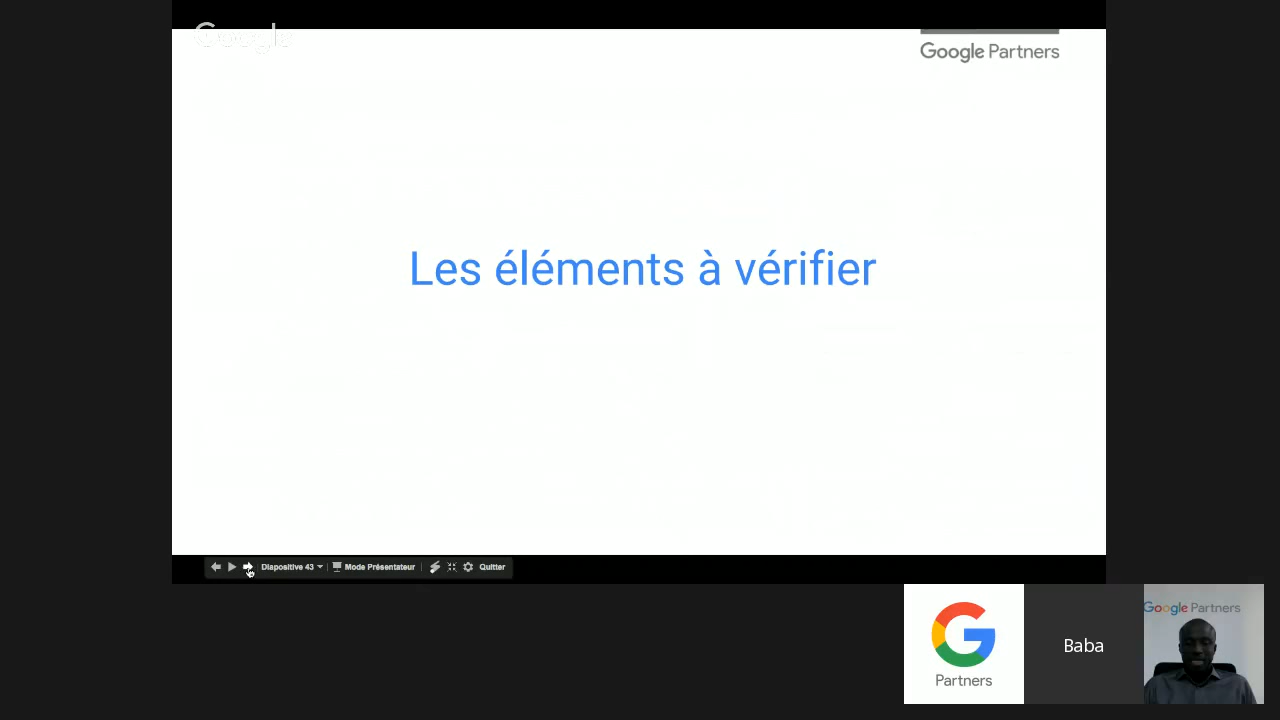 Google
Google Partners
Les éléments à vérifier
Diapositive 43
Mode Présentateur
Quitter
Partners
Baba
Google Partners